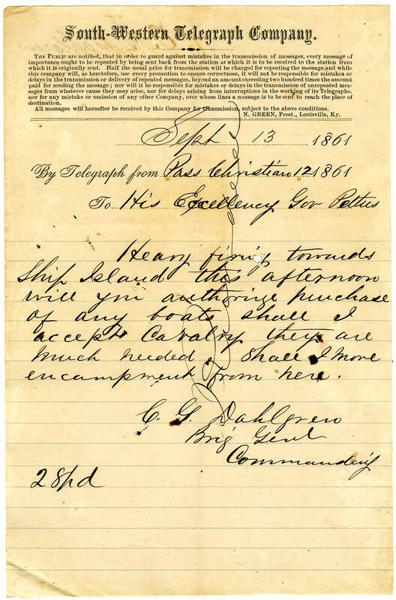 South-Western Telegraph Company.
THE PUBLIC are notified, that in order to guard against mistakes in the transmission of messages, every message of
importance ought to be repeated by being sent back from the station at which it is to be received to the station from
which it is originally sent. Half the usual price for transmission will be charged for repeating the message, and while
this company will, as heretofore, use every precaution to ensure correctness, it will not be responsible for mistakes or
delays in the transmission or delivery of repeated messages, beyond an amount exceeding two hundred times the amount
paid for sending the message; nor will it be responsible for mistakes or delays in the transmission of unrepeated messages
from whatever cause they may arise, nor for delays arising from interruptions in the working of its Telegraphs,
nor for any mistake or omission of any other Company, over whose lines a message is to be sent to reach the place of
destination.
All messages will hereafter be received by this Company for transmission, subject to the above conditions.
N. GREEN, Prest., Louisville, Ky.
Sept 13 1861
By Telegraph from Pass Christian 12 1861
To His Excellency Gov Pettus
Heavy firing towards
Ship Island this afternoon
will you authorize purchase
of any boats shall I
accept Cavalry they are
much needed shall I move
encampment from here.
C. G. Dahlgren
Brig Genl
Commanding
28pd